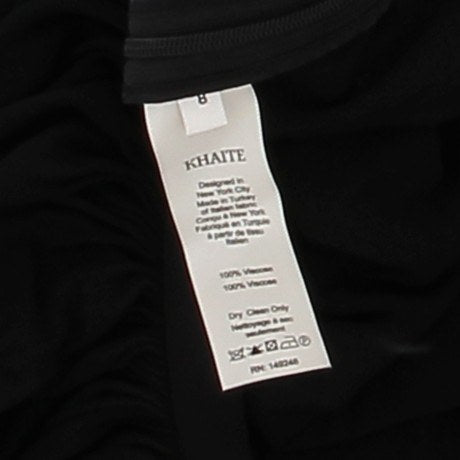 8
KHAITE
Designed in
New York City
Made in Turkey
of Italian fabric
Conçu à New York
Fabriqué en Turquie
à partir de tissu
Italien
100% Viscose
100% Viscose
Dry Clean Only
Nettoyage à sec
seulement
RN: 149248